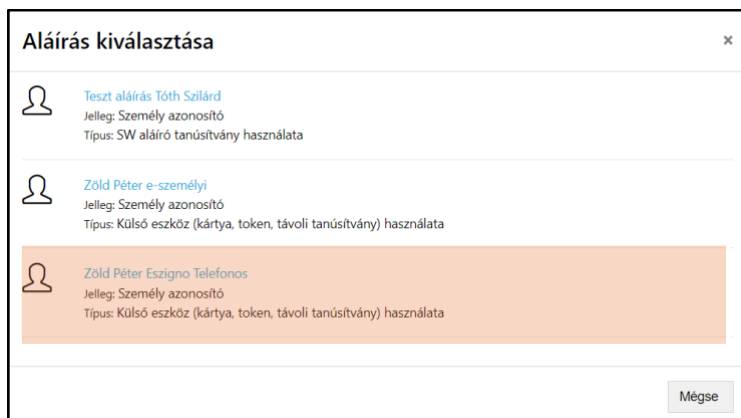 Aláírás kiválasztása
×
Teszt aláírás Tóth Szilárd
Jelleg: Személy azonosító
Típus: SW aláíró tanúsítvány használata
Zöld Péter e-személyi
Jelleg: Személy azonosító
Típus: Külső eszköz (kártya, token, távoli tanúsítvány) használata
Zöld Péter Eszigno Telefonos
Jelleg: Személy azonosító
Típus: Külső eszköz (kártya, token, távoli tanúsítvány) használata
Mégse